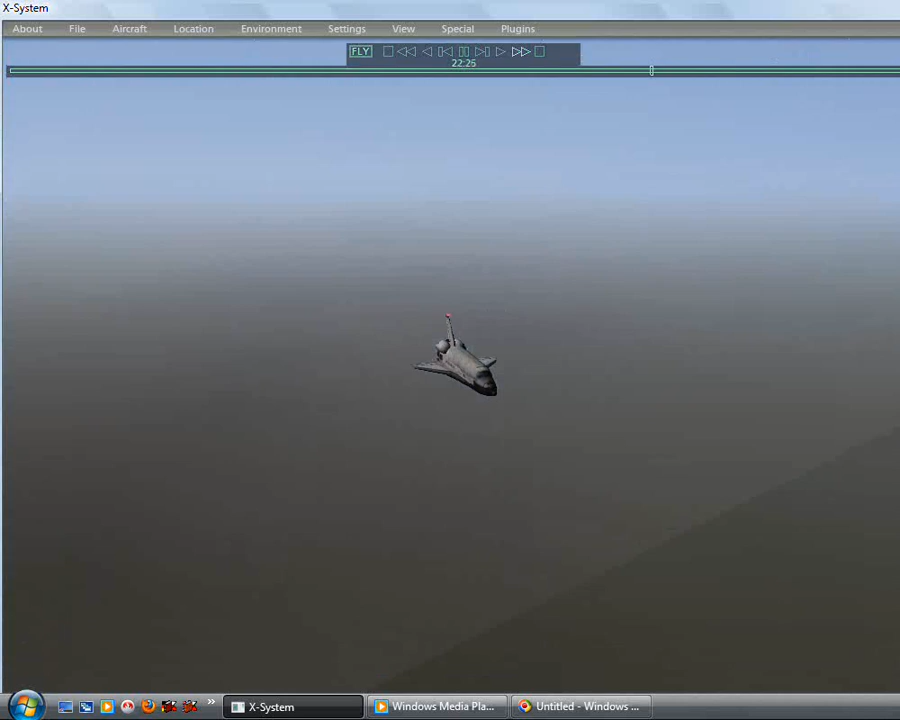 X-System
About File Aircraft Location Environment Settings View Special Plugins
FLY
22:25
X-System Windows Media Pla... Untitled - Windows ...